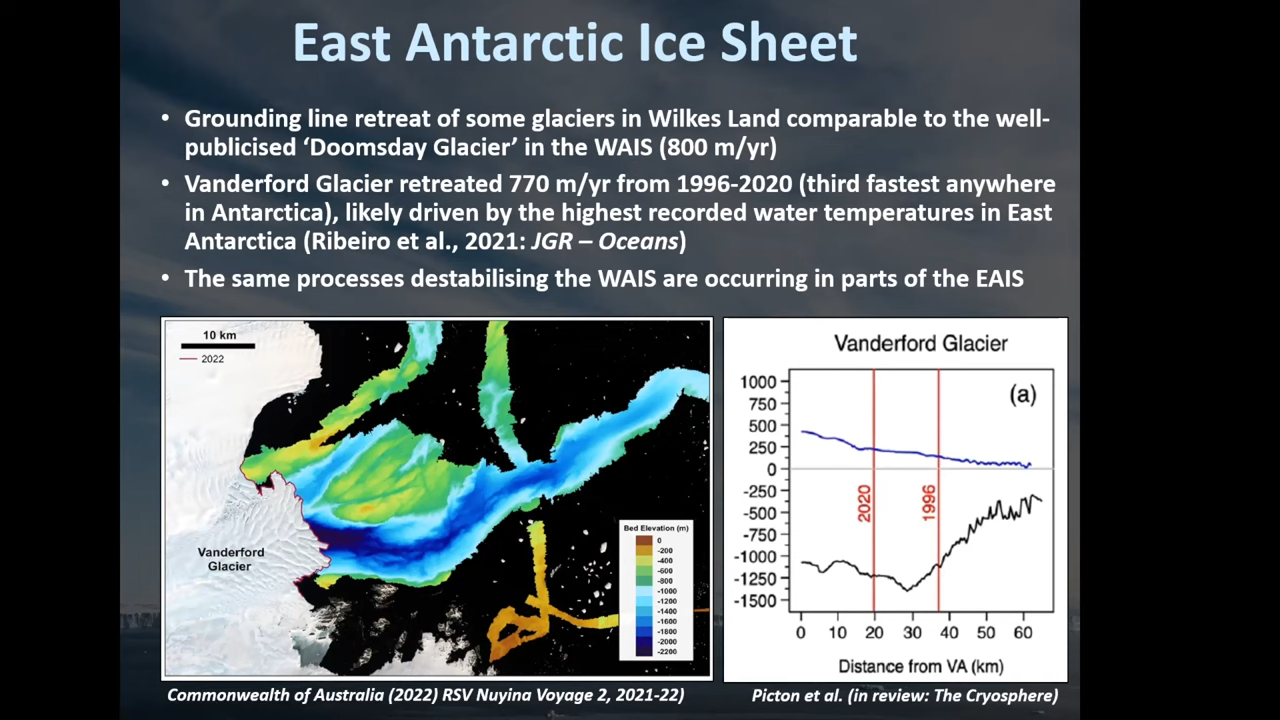 East Antarctic Ice Sheet
• Grounding line retreat of some glaciers in Wilkes Land comparable to the well-
publicised ‘Doomsday Glacier’ in the WAIS (800 m/yr)
• Vanderford Glacier retreated 770 m/yr from 1996-2020 (third fastest anywhere
in Antarctica), likely driven by the highest recorded water temperatures in East
Antarctica (Ribeiro et al., 2021: JGR – Oceans)
• The same processes destabilising the WAIS are occurring in parts of the EAIS
10 km
2022
Vanderford
Glacier
Bed Elevation (m)
0
-200
-400
-600
-800
-1000
-1200
-1400
-1600
-1800
-2000
-2200
Commonwealth of Australia (2022) RSV Nuyina Voyage 2, 2021-22)
Vanderford Glacier
(a)
1000
750
500
250
0
-250
-500
-750
-1000
-1250
-1500
2020
1996
0 10 20 30 40 50 60
Distance from VA (km)
Picton et al. (in review: The Cryosphere)